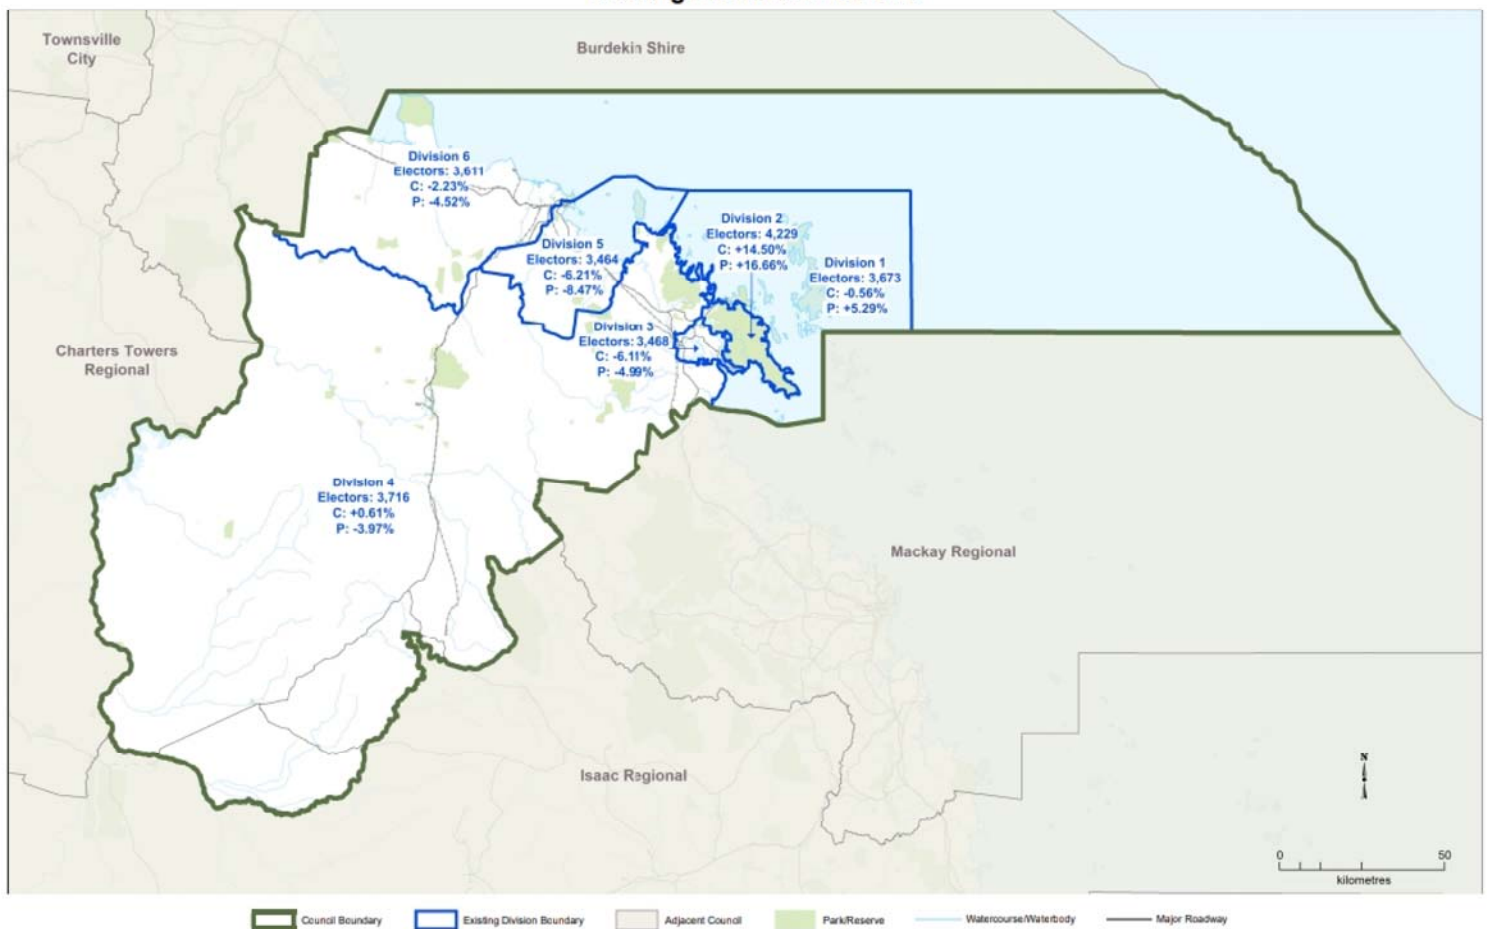 Townsville
City
Burdekin Shire
Division 6
Electors: 3,611
C: -2.23%
P: -4.52%
Division 2
Electors: 4,229
C: +14.50%
P: +16.66%
Division 5
Electors: 3,464
C: -6.21%
P: -8.47%
Division 1
Electors: 3,673
C: -0.56%
P: +5.29%
Division 3
Electors: 3,468
C: -6.11%
P: -4.99%
Charters Towers
Regional
Division 4
Electors: 3,716
C: +0.61%
P: -3.97%
Mackay Regional
Isaac Regional
N
0 50
kilometres
Council Boundary
Existing Division Boundary
Adjacent Council
Park/Reserve
Watercourse/Waterbody
Major Roadway